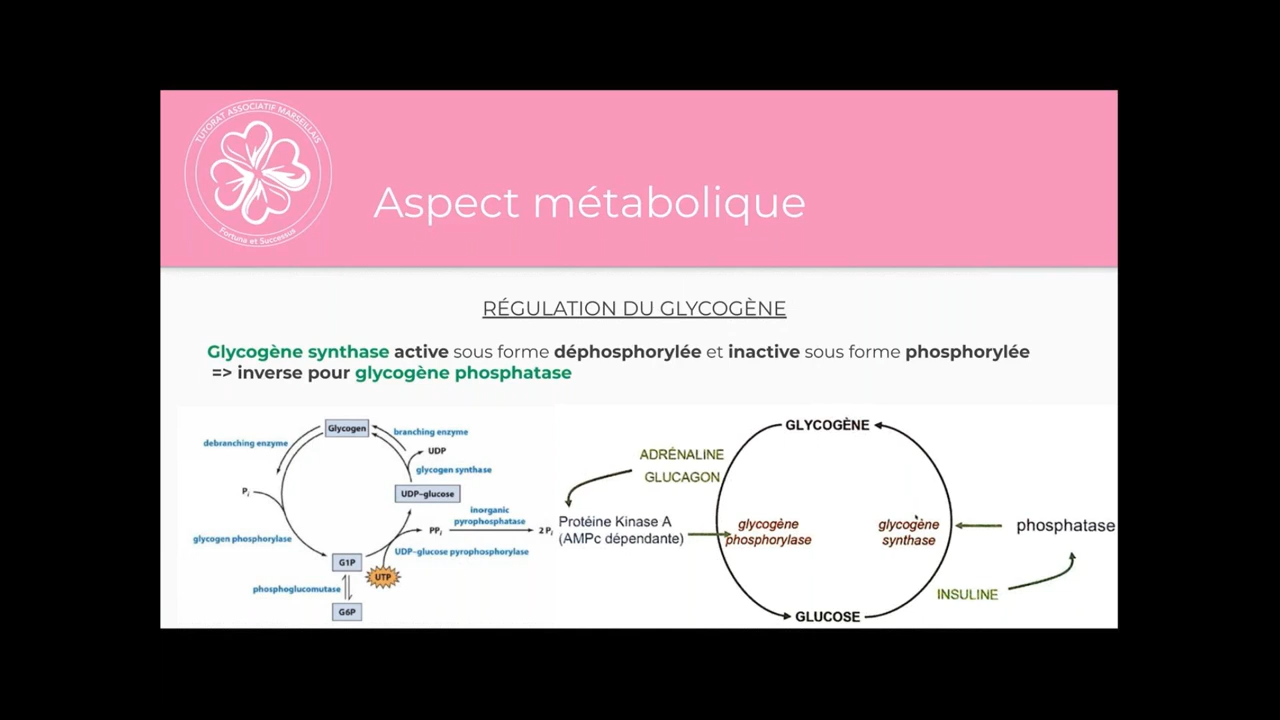 TUTORAT ASSOCIATIF MARSEILLAIS
Fortuna et Successus
Aspect métabolique
RÉGULATION DU GLYCOGÈNE
Glycogène synthase active sous forme déphosphorylée et inactive sous forme phosphorylée
=> inverse pour glycogène phosphatase
Glycogen
debranching enzyme
branching enzyme
UDP
glycogen synthase
UDP–glucose
Pi
inorganic
pyrophosphatase
PPi
2 Pi
glycogen phosphorylase
UDP–glucose pyrophosphorylase
G1P
UTP
phosphoglucomutase
G6P
GLYCOGÈNE
ADRÉNALINE
GLUCAGON
Protéine Kinase A
(AMPc dépendante)
glycogène
phosphorylase
glycogène
synthase
phosphatase
INSULINE
GLUCOSE